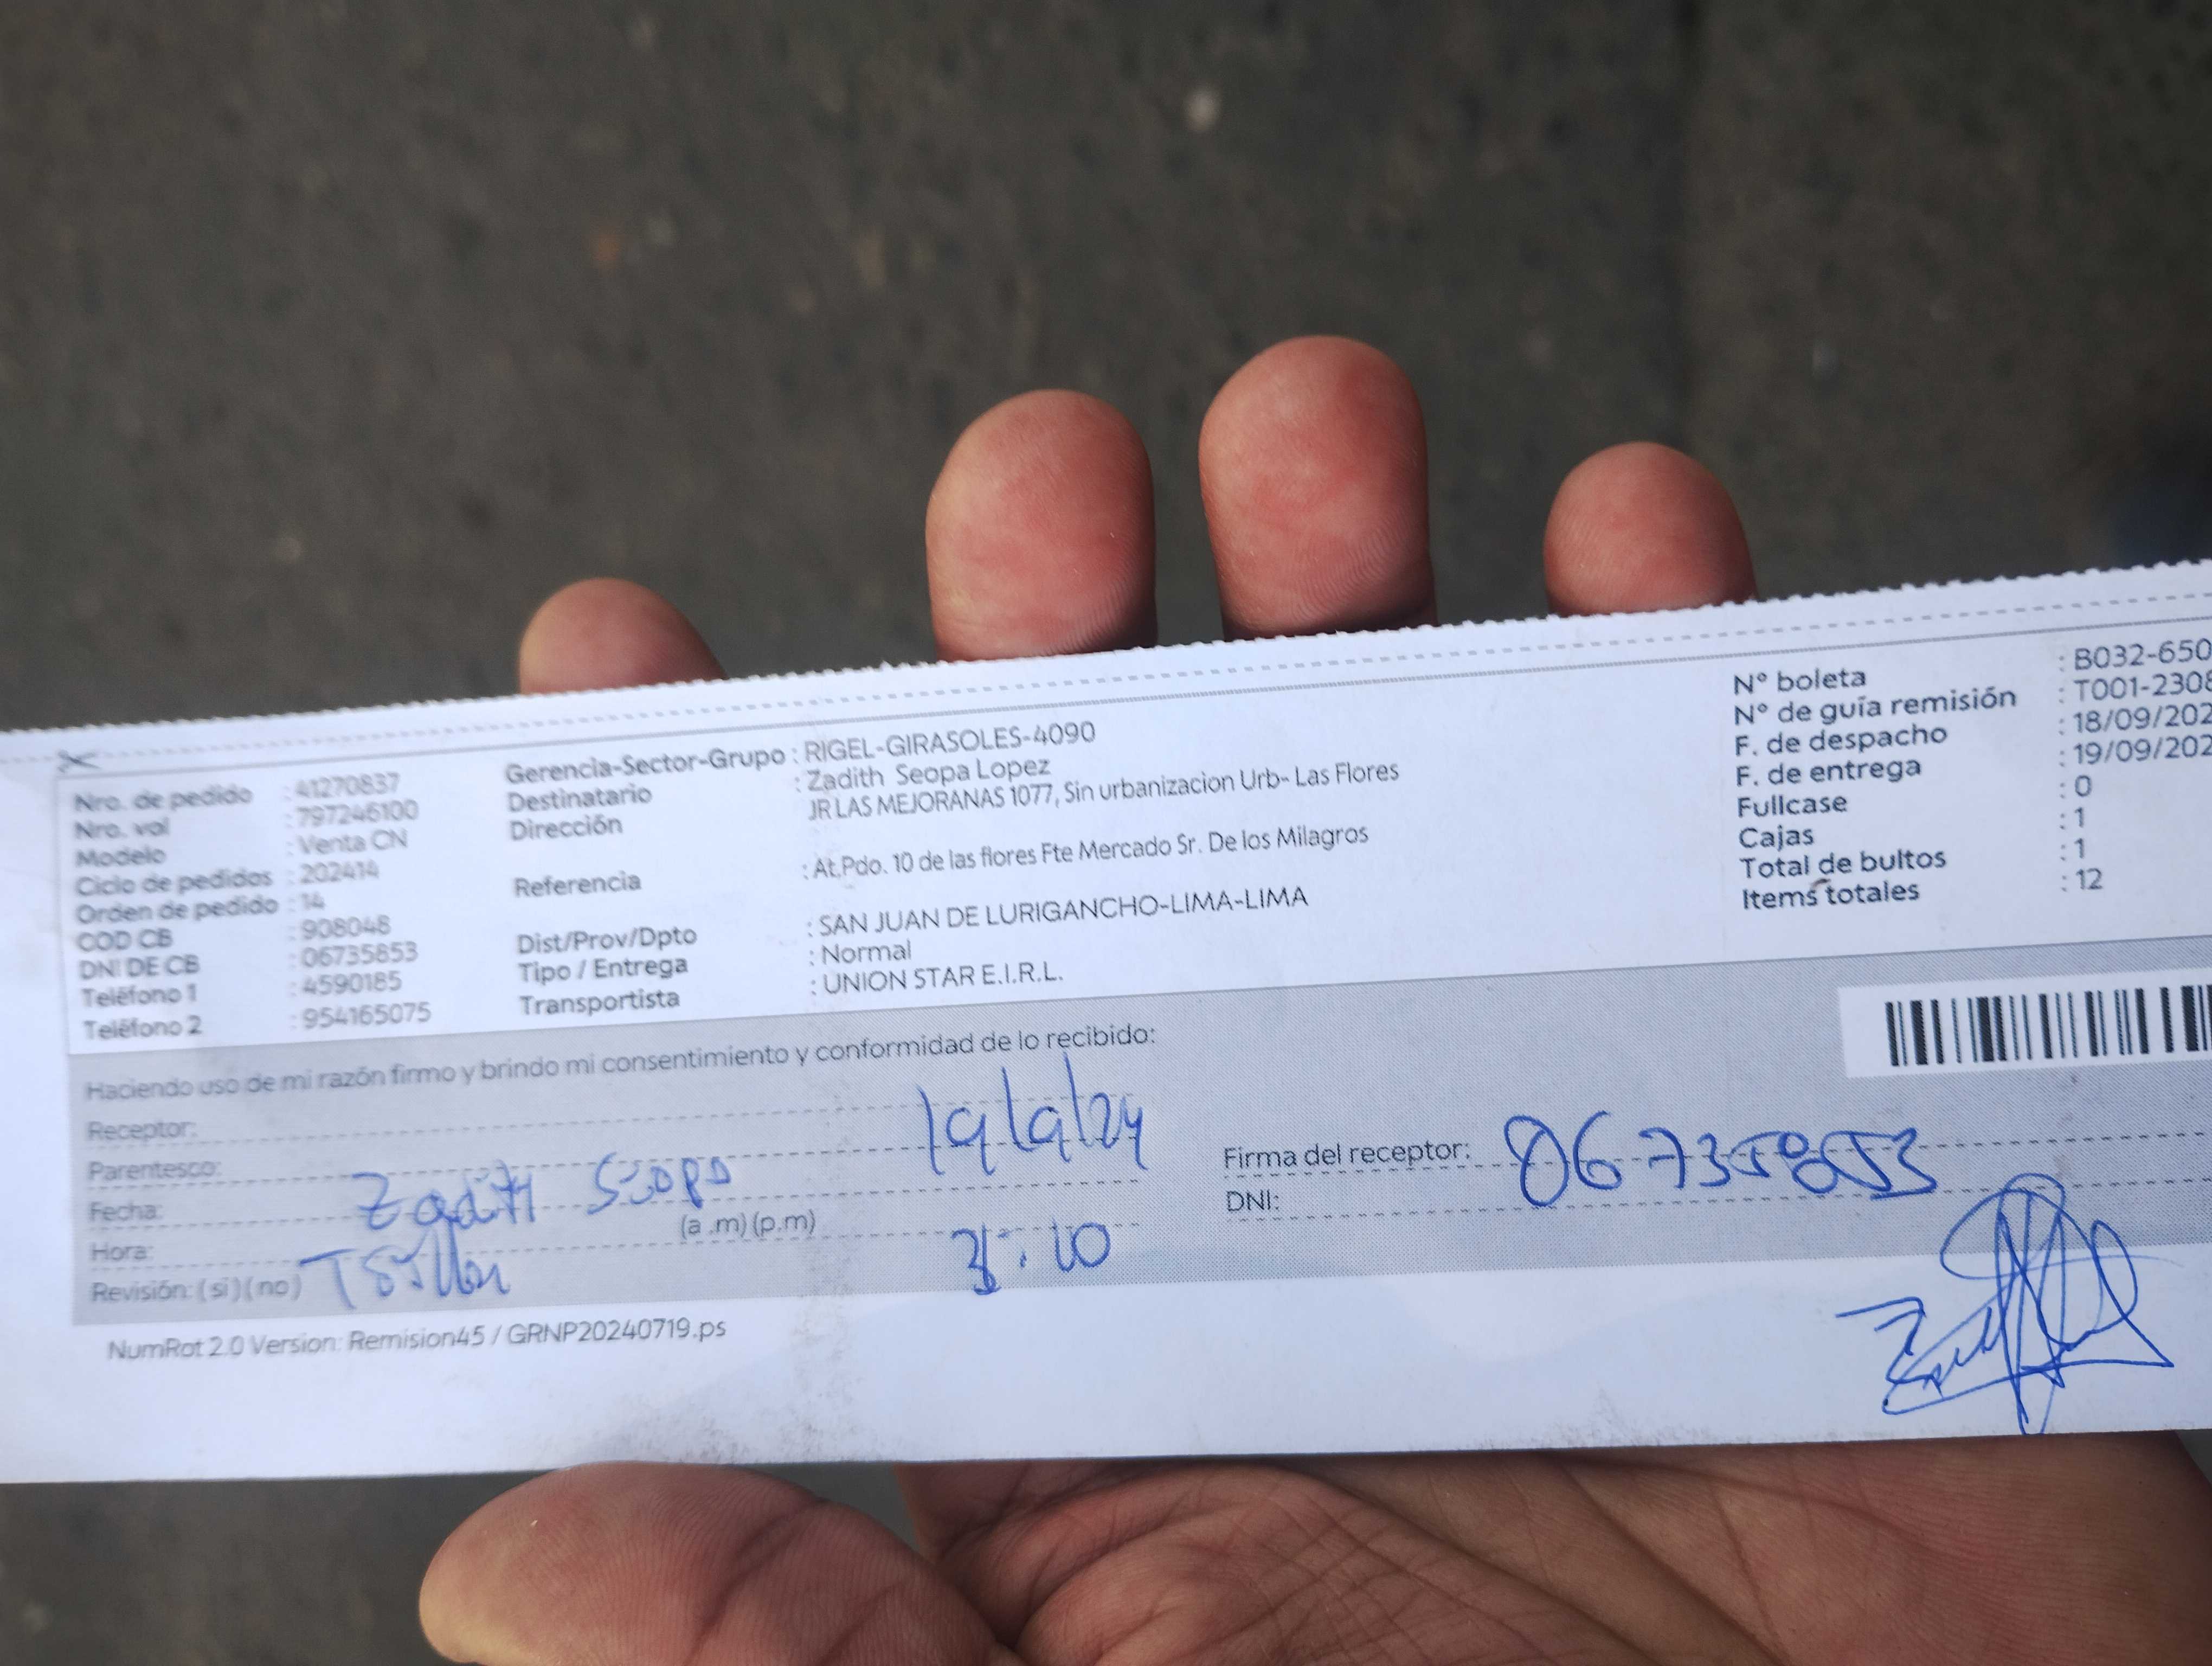 Nro. de pedido : 41270837
Nro. val : 797246100
Modelo : Venta CN
Ciclo de pedidos : 202414
Orden de pedido : 14
COD CB : 908048
DNI DE CB : 06735853
Teléfono 1 : 4590185
Teléfono 2 : 954165075
Gerencia-Sector-Grupo : RIGEL-GIRASOLES-4090
Destinatario : Zadith Seopa Lopez
Dirección JR LAS MEJORANAS 1077, Sin urbanizacion Urb- Las Flores
Referencia : At.Pdo. 10 de las flores Fte Mercado Sr. De los Milagros
Dist/Prov/Dpto : SAN JUAN DE LURIGANCHO-LIMA-LIMA
Tipo / Entrega : Normal
Transportista : UNION STAR E.I.R.L.
N° boleta : B032-650
N° de guía remisión : T001-2308
F. de despacho : 18/09/202
F. de entrega : 19/09/202
Fullcase : 0
Cajas : 1
Total de bultos : 1
Items totales : 12
Haciendo uso de mi razón firmo y brindo mi consentimiento y conformidad de lo recibido:
Receptor:
19/9/24
Parentesco:
Zadith Seopa
Fecha:
Hora: (a .m) (p.m)
:10
Revisión: ( si ) ( no )
Firma del receptor: 06735853
DNI:
NumRot 2.0 Version: Remision45 / GRNP20240719.ps